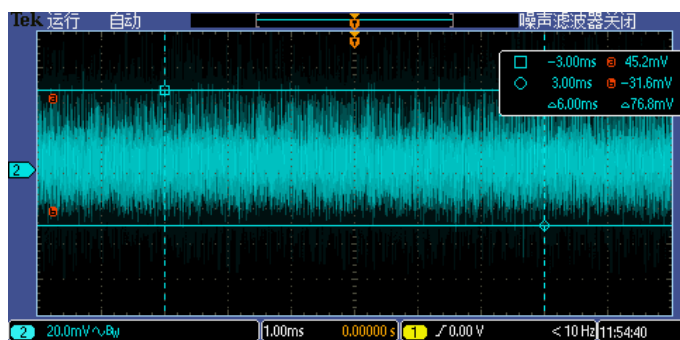 Tek 运行 自动 噪声滤波器关闭
T
T
-3.00ms a 45.2mV
3.00ms b -31.6mV
△6.00ms △76.8mV
a
2
b
2 20.0mV∿BW 1.00ms 0.00000 s 1 ∕ 0.00 V < 10 Hz 11:54:40